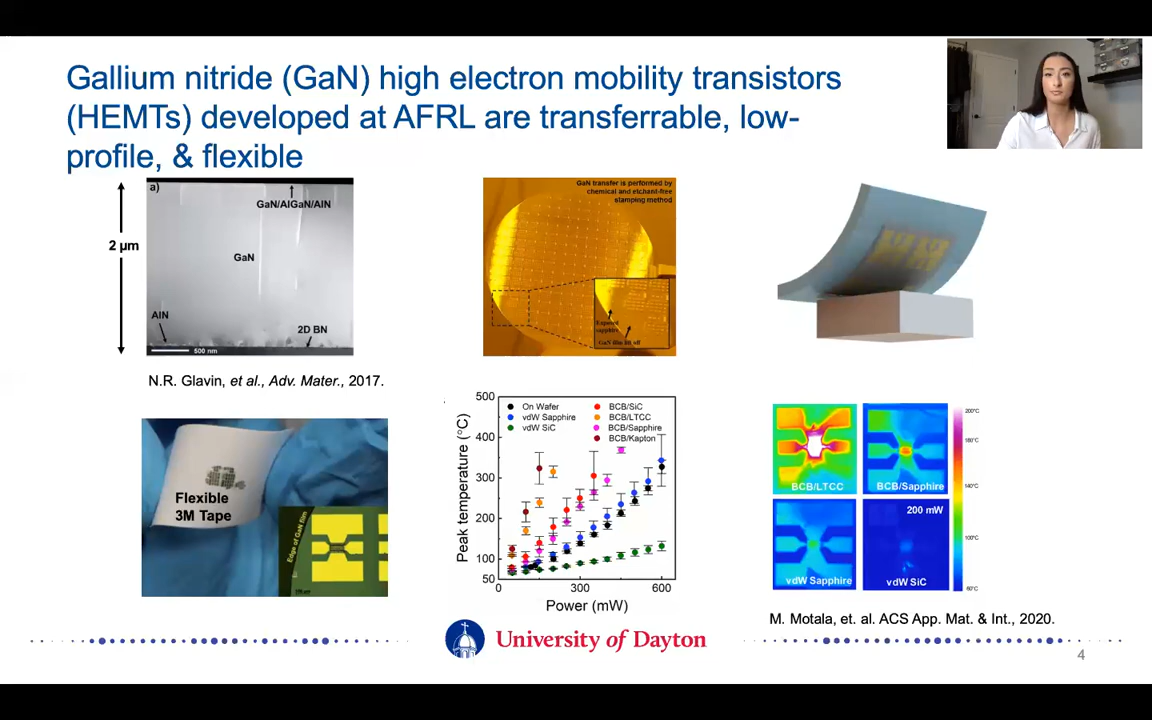 Gallium nitride (GaN) high electron mobility transistors
(HEMTs) developed at AFRL are transferrable, low-
profile, & flexible
a)
GaN/AlGaN/AlN
2 µm
GaN
AlN
2D BN
500 nm
N.R. Glavin, et al., Adv. Mater., 2017.
GaN transfer is performed by
chemical and etchant-free
stamping method
Exposed
sapphire
GaN film lift off
Flexible
3M Tape
Edge of GaN film
Peak temperature (°C)
500
400
300
200
100
50
On Wafer
vdW Sapphire
vdW SiC
BCB/SiC
BCB/LTCC
BCB/Sapphire
BCB/Kapton
0
300
600
Power (mW)
BCB/LTCC
BCB/Sapphire
200 mW
vdW Sapphire
vdW SiC
200°C
180°C
140°C
100°C
60°C
M. Motala, et. al. ACS App. Mat. & Int., 2020.
University of Dayton
4